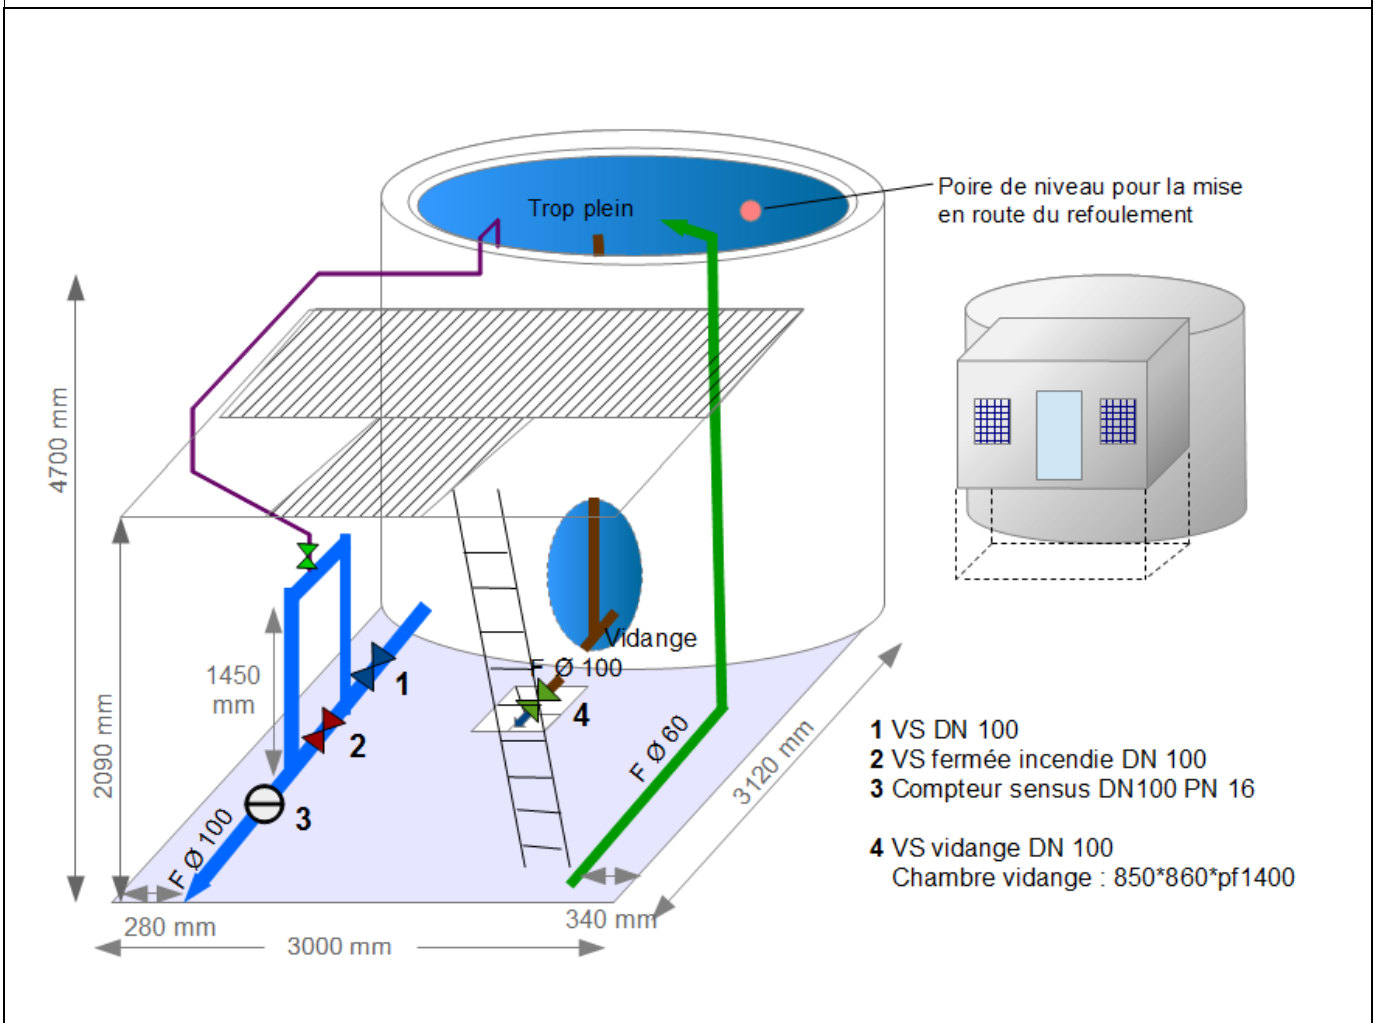 Trop plein
Poire de niveau pour la mise
en route du refoulement
4700 mm
2090 mm
1450
mm
1
2
3
F Ø 100
Vidange
F Ø 100
4
F Ø 60
3120 mm
280 mm
340 mm
3000 mm
1 VS DN 100
2 VS fermée incendie DN 100
3 Compteur sensus DN100 PN 16
4 VS vidange DN 100
Chambre vidange : 850*860*pf1400